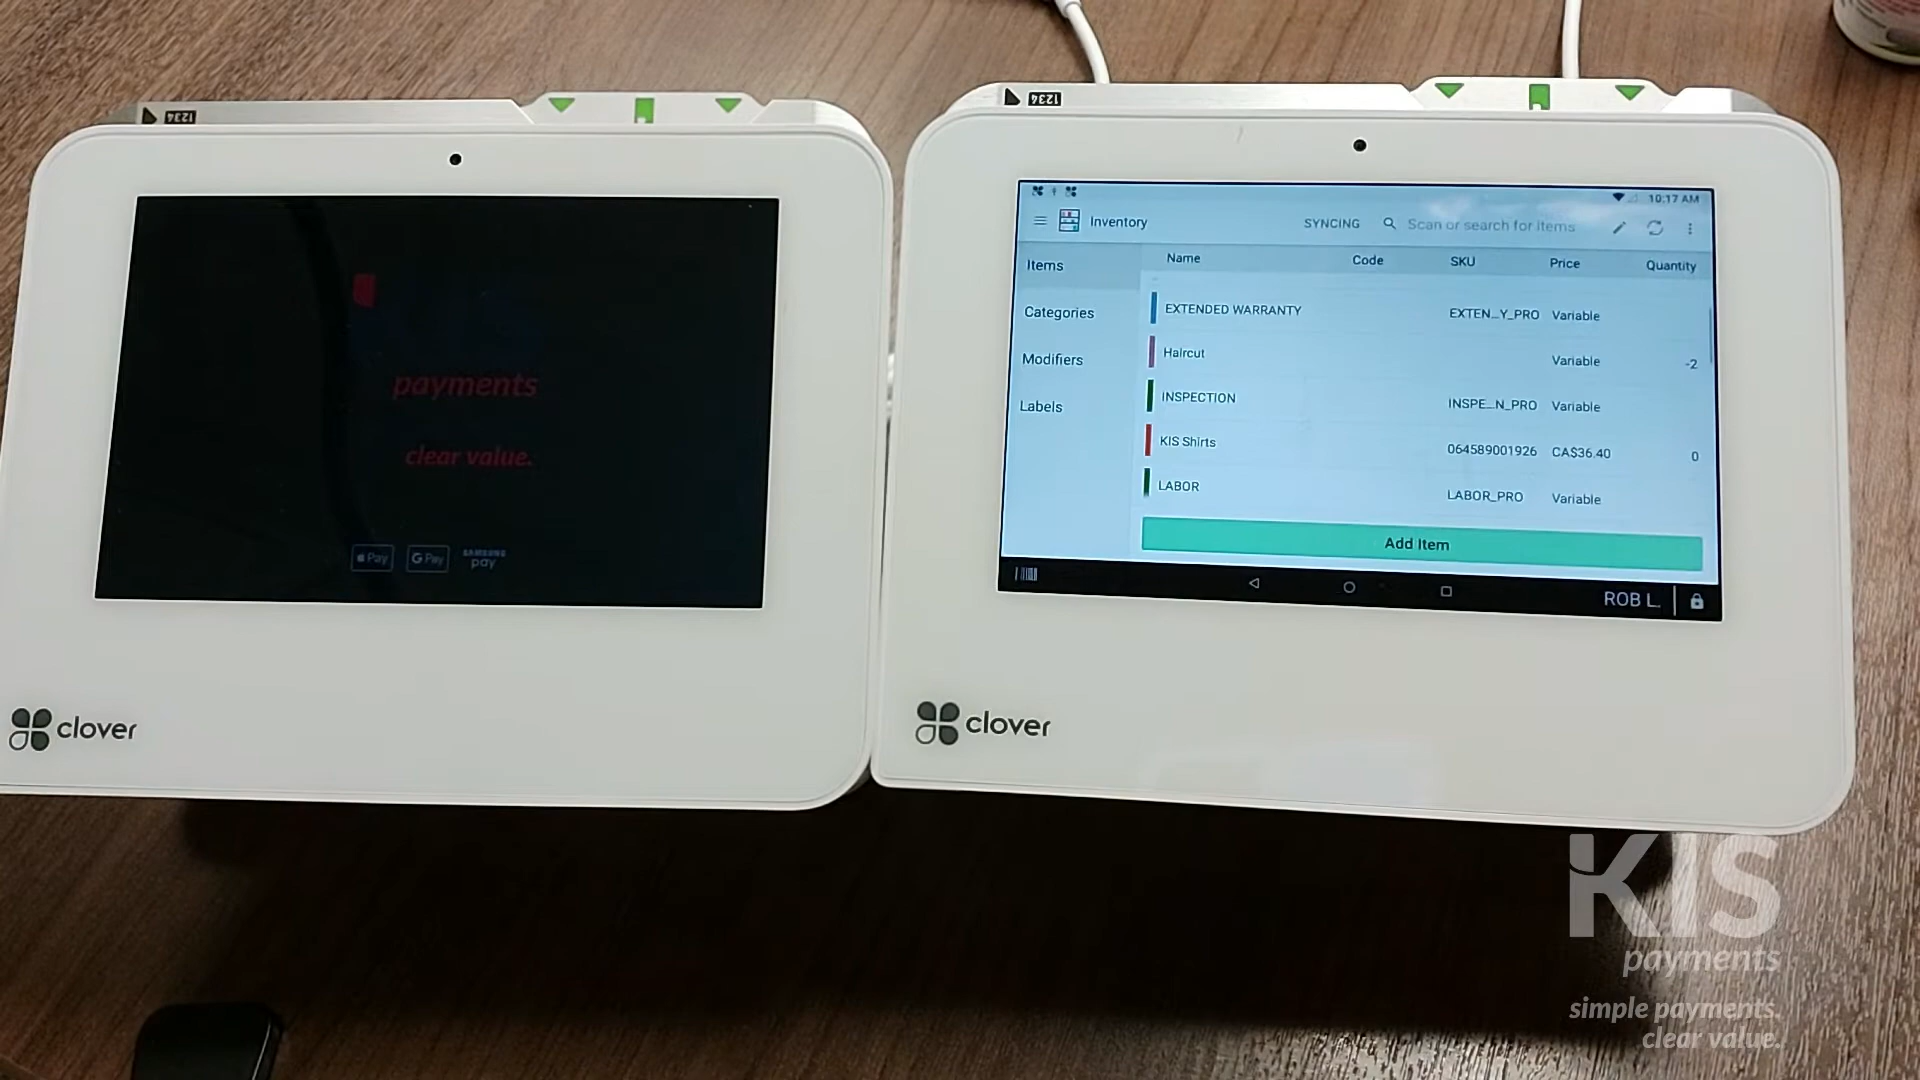 1234
payments
clear value.
Pay
G Pay
SAMSUNG
pay
clover
1234
10:17 AM
Inventory
SYNCING
Scan or search for items
Items
Categories
Modifiers
Labels
Name Code SKU Price Quantity
EXTENDED WARRANTY EXTEN...Y_PRO Variable
Haircut Variable -2
INSPECTION INSPE...N_PRO Variable
KIS Shirts 064589001926 CA$36.40 0
LABOR LABOR_PRO Variable
Add Item
ROB L.
clover
KIS
payments
simple payments.
clear value.